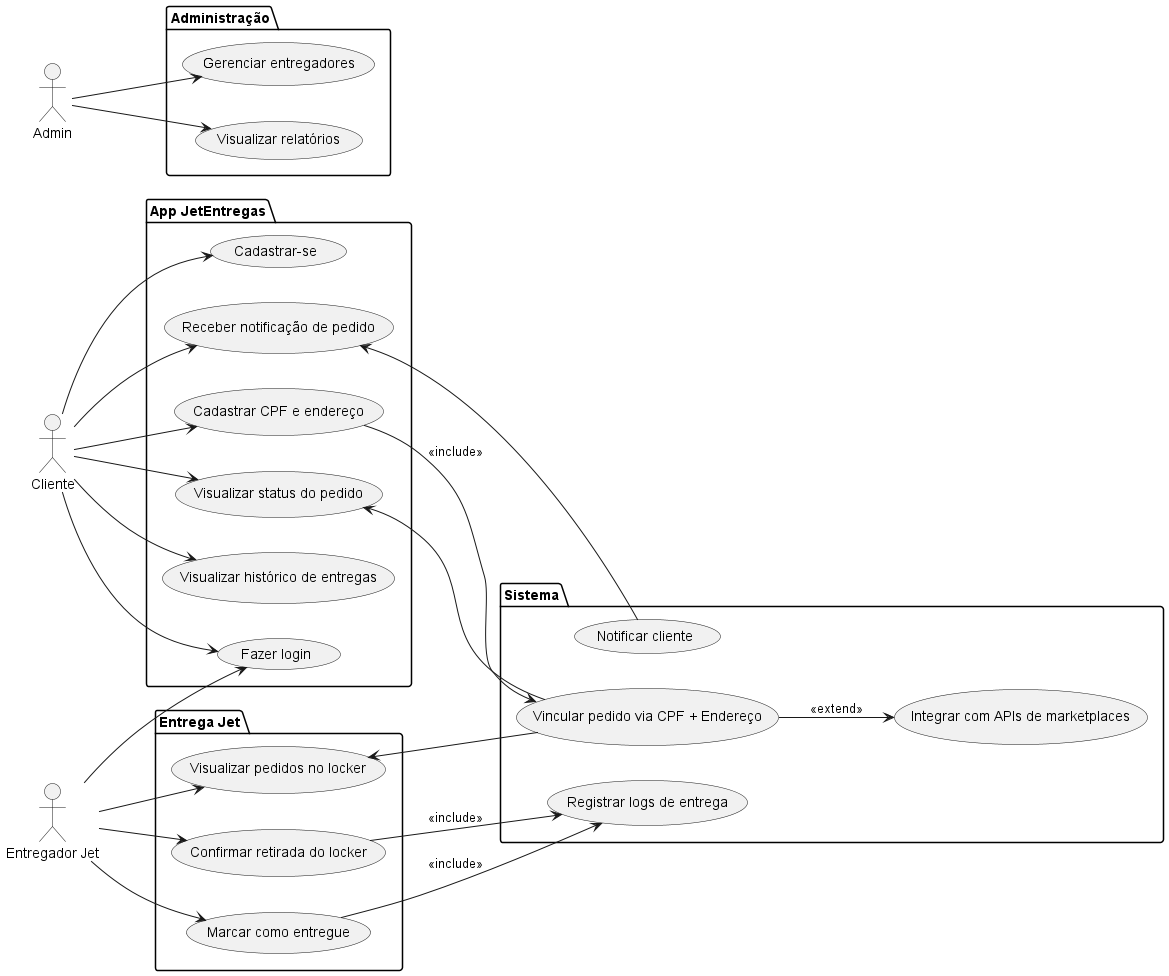 Administração
Gerenciar entregadores
Admin
Visualizar relatórios
App JetEntregas
Cadastrar-se
Receber notificação de pedido
Cadastrar CPF e endereço
«include»
Cliente
Visualizar status do pedido
Visualizar histórico de entregas
Fazer login
Sistema
Notificar cliente
Vincular pedido via CPF + Endereço
«extend»
Integrar com APIs de marketplaces
Registrar logs de entrega
Entrega Jet
Visualizar pedidos no locker
«include»
Entregador Jet
Confirmar retirada do locker
«include»
Marcar como entregue